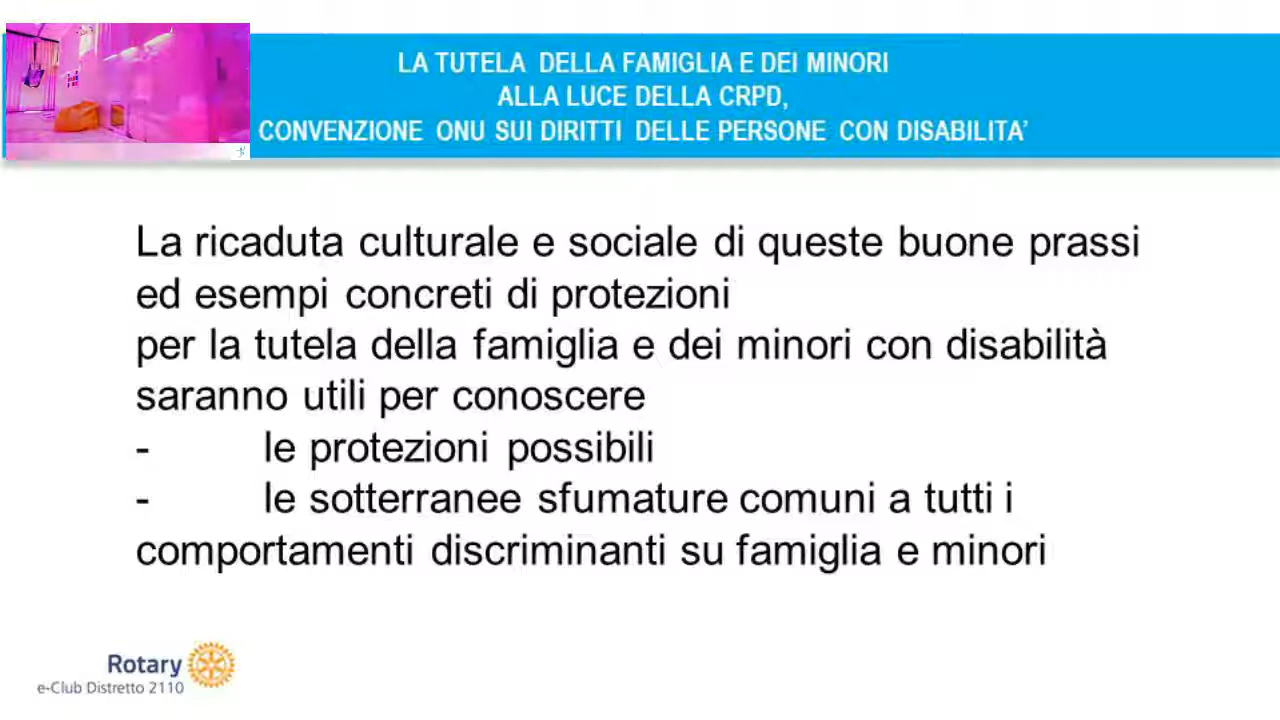 LA TUTELA DELLA FAMIGLIA E DEI MINORI
ALLA LUCE DELLA CRPD,
CONVENZIONE ONU SUI DIRITTI DELLE PERSONE CON DISABILITA'
La ricaduta culturale e sociale di queste buone prassi
ed esempi concreti di protezioni
per la tutela della famiglia e dei minori con disabilità
saranno utili per conoscere
- le protezioni possibili
- le sotterranee sfumature comuni a tutti i
comportamenti discriminanti su famiglia e minori
Rotary
e-Club Distretto 2110